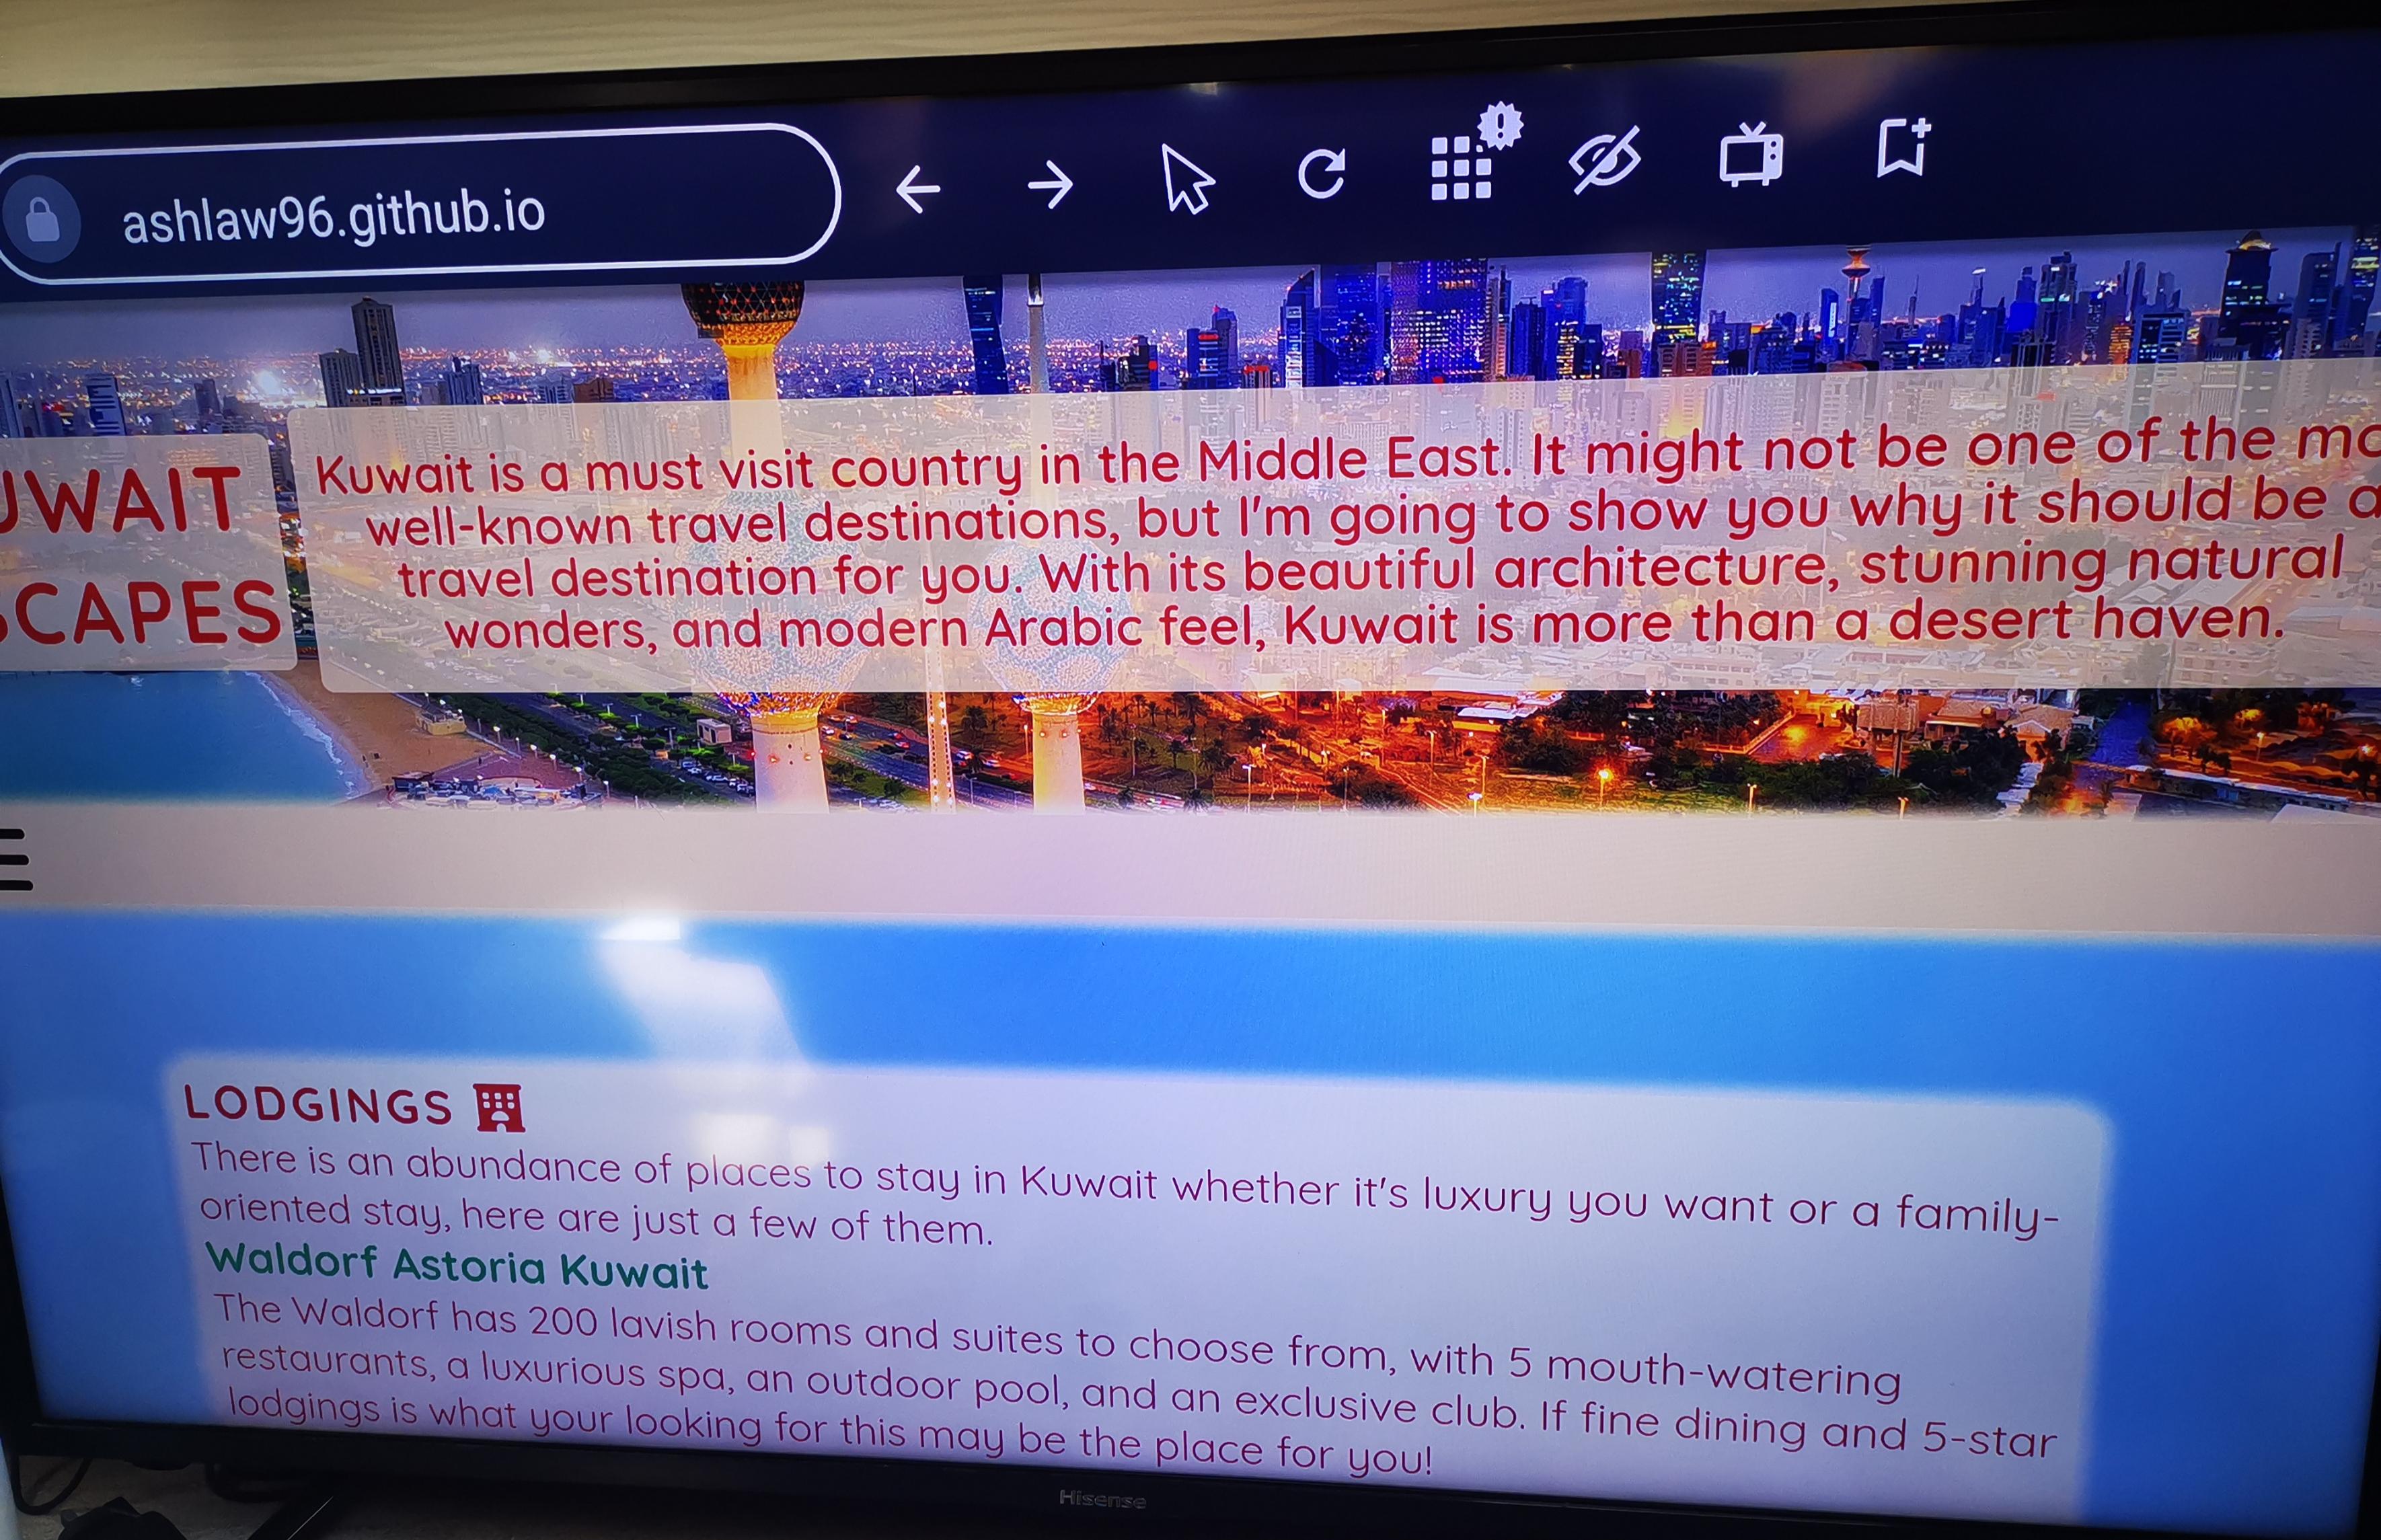 ashlaw96.github.io
UWAIT
SCAPES
Kuwait is a must visit country in the Middle East. It might not be one of the mo
well-known travel destinations, but I'm going to show you why it should be a
travel destination for you. With its beautiful architecture, stunning natural
wonders, and modern Arabic feel, Kuwait is more than a desert haven.
LODGINGS
There is an abundance of places to stay in Kuwait whether it's luxury you want or a family-
oriented stay, here are just a few of them.
Waldorf Astoria Kuwait
The Waldorf has 200 lavish rooms and suites to choose from, with 5 mouth-watering
restaurants, a luxurious spa, an outdoor pool, and an exclusive club. If fine dining and 5-star
lodgings is what your looking for this may be the place for you!
Hisense